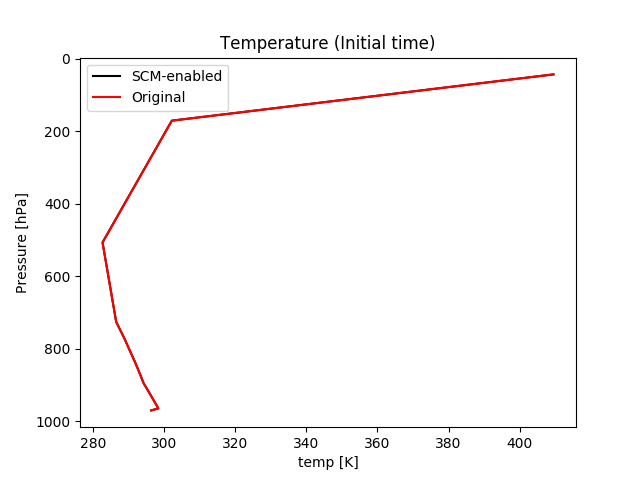 Temperature (Initial time)
SCM-enabled
Original
Pressure [hPa]
0
200
400
600
800
1000
280 300 320 340 360 380 400
temp [K]